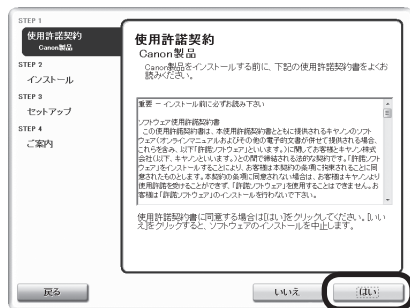 STEP 1
使用許諾契約
Canon製品
STEP 2
インストール
STEP 3
セットアップ
STEP 4
ご案内
使用許諾契約
Canon製品
Canon製品をインストールする前に、下記の使用許諾契約書をよくお
読みください。
重要 － インストール前に必ずお読み下さい
ソフトウェア使用許諾契約書
この使用許諾契約書は、本使用許諾契約書とともに提供されるキヤノンのソフト
ウェア（オンラインマニュアルおよびその他の電子的文書が併せて提供される場合、
これらを含み、以下「許諾ソフトウェア」といいます。）に関してお客様とキヤノン株式
会社（以下、キヤノンといいます。）との間で締結される法的な契約です。「許諾ソフト
ウェア」をインストールすることにより、お客様は本契約の条項に拘束されることに同
意されたものとします。本契約の条項に同意されない場合は、お客様はキヤノンより
使用許諾を受けることができず、「許諾ソフトウェア」を使用することはできません。お
客様は「許諾ソフトウェア」のインストールを行わないで下さい。
使用許諾契約書に同意する場合は[はい]をクリックしてください。[いい
え]をクリックすると、ソフトウェアのインストールを中止します。
戻る
いいえ
はい